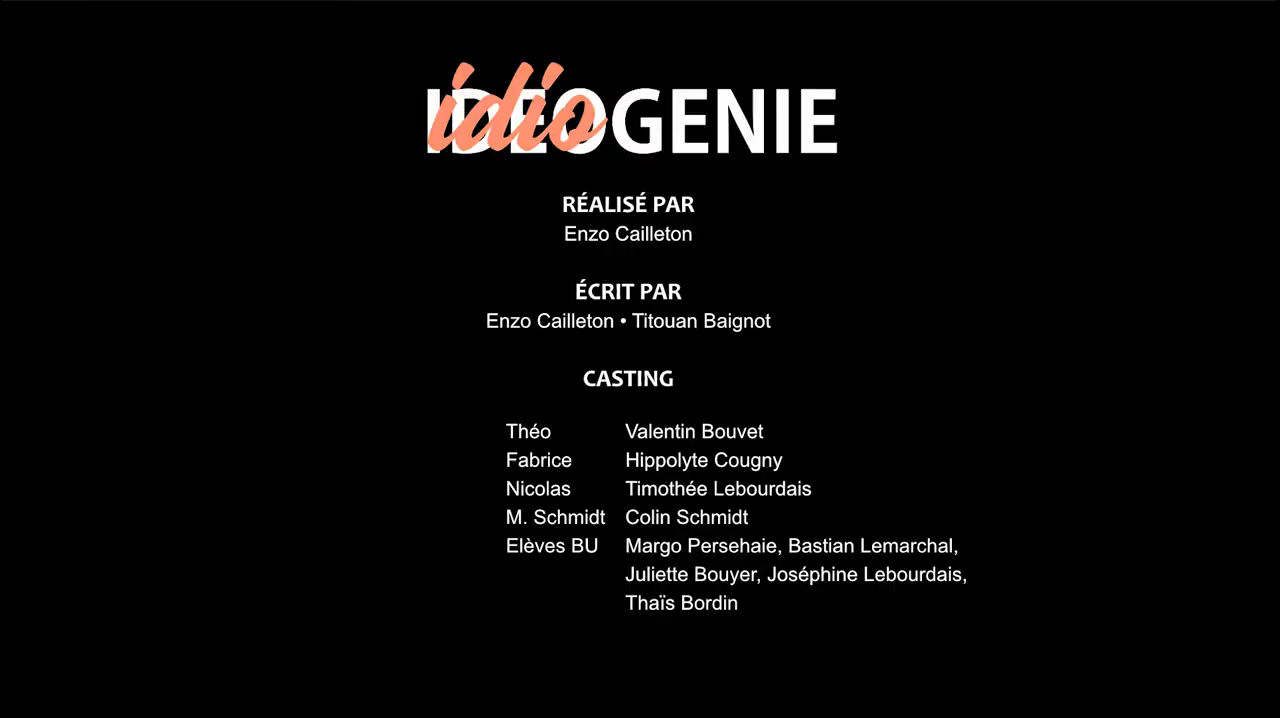 idio
IDEOGENIE
RÉALISÉ PAR
Enzo Cailleton
ÉCRIT PAR
Enzo Cailleton • Titouan Baignot
CASTING
Théo Valentin Bouvet
Fabrice Hippolyte Cougny
Nicolas Timothée Lebourdais
M. Schmidt Colin Schmidt
Elèves BU Margo Persehaie, Bastian Lemarchal,
Juliette Bouyer, Joséphine Lebourdais,
Thaïs Bordin